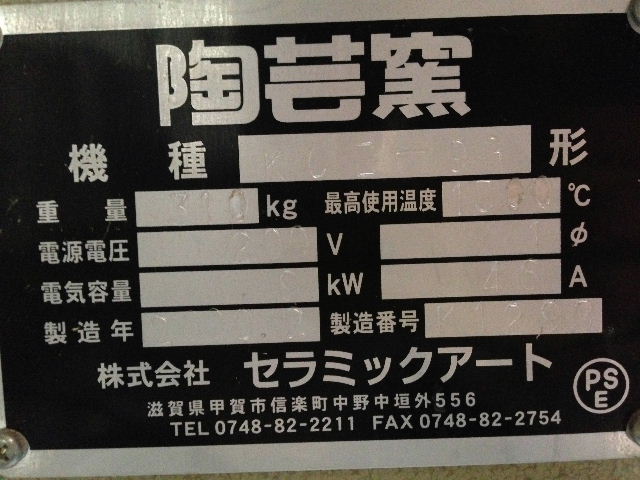 陶芸窯
機種 形
重量 310 kg 最高使用温度 ℃
電源電圧 V φ
電気容量 kW A
製造年 製造番号
株式会社 セラミックアート
PS E
滋賀県甲賀市信楽町中野中垣外556
TEL 0748-82-2211 FAX 0748-82-2754